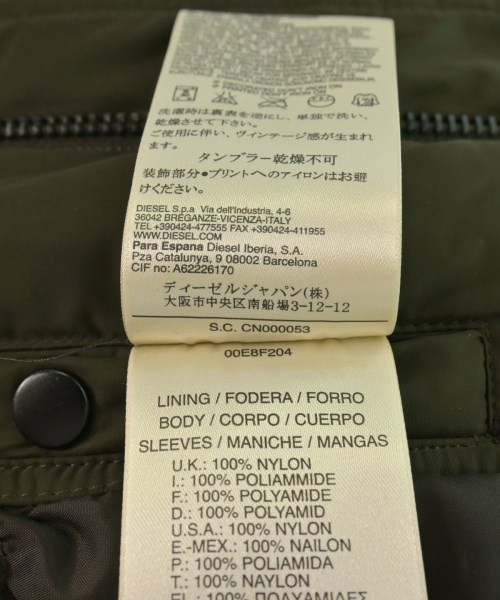 洗濯時は裏表を逆にし、単独で洗い、
乾燥させて下さい。
ご使用に伴い、ヴィンテージ感が生まれ
ます。
タンブラー乾燥不可
装飾部分●プリントへのアイロンはお避
けください。
DIESEL S.p.a Via dell'Industria, 4-6
36042 BREGANZE-VICENZA-ITALY
TEL +390424-477555 FAX +390424-411955
WWW.DIESEL.COM
Para Espana Diesel Iberia, S.A.
Pza Catalunya, 9 08002 Barcelona
CIF no: A62226170
ディーゼルジャパン(株)
大阪市中央区南船場3-12-12
S.C. CN000053
00E8F204
LINING / FODERA / FORRO
BODY / CORPO / CUERPO
SLEEVES / MANICHE / MANGAS
U.K.: 100% NYLON
I.: 100% POLIAMMIDE
F.: 100% POLYAMIDE
D.: 100% POLYAMID
U.S.A.: 100% NYLON
E.-MEX.: 100% NAILON
P.: 100% POLIAMIDA
T.: 100% NAYLON
EL.: 100% ΠΟΛΥΑΜΙΔΕΣ